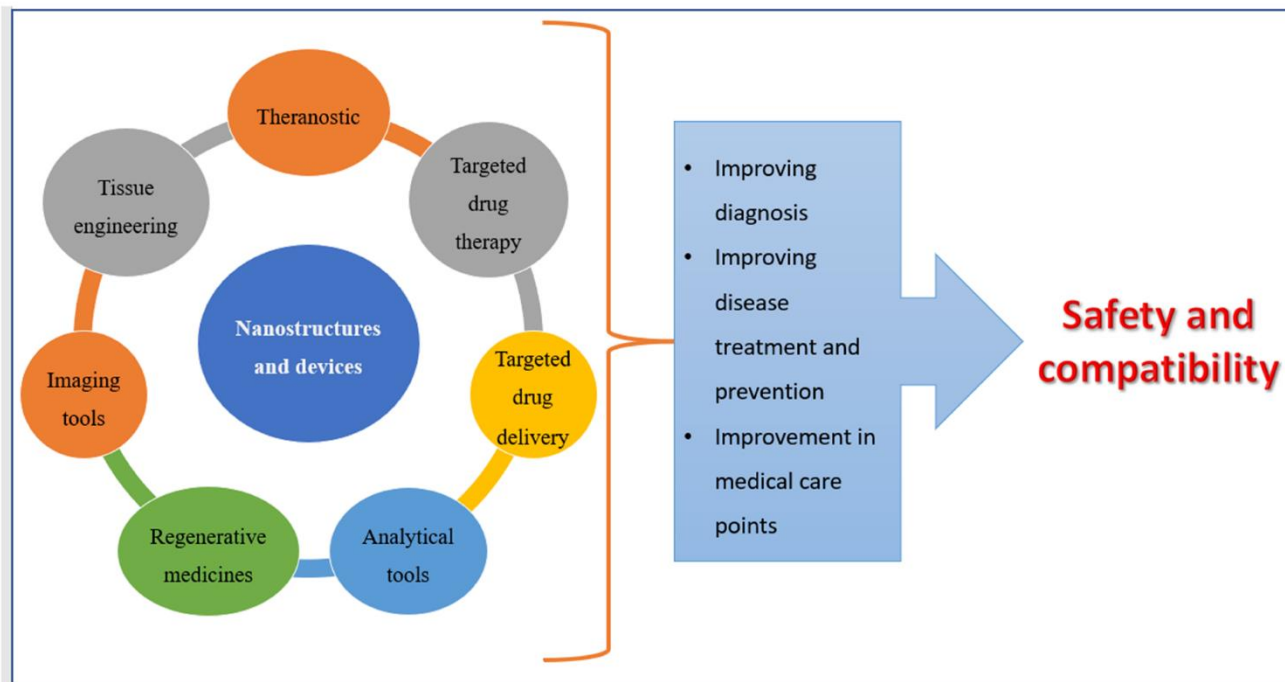 Theranostic
Targeted
drug
therapy
Targeted
drug
delivery
Analytical
tools
Regenerative
medicines
Imaging
tools
Tissue
engineering
Nanostructures
and devices
• Improving
diagnosis
• Improving
disease
treatment and
prevention
• Improvement in
medical care
points
Safety and
compatibility